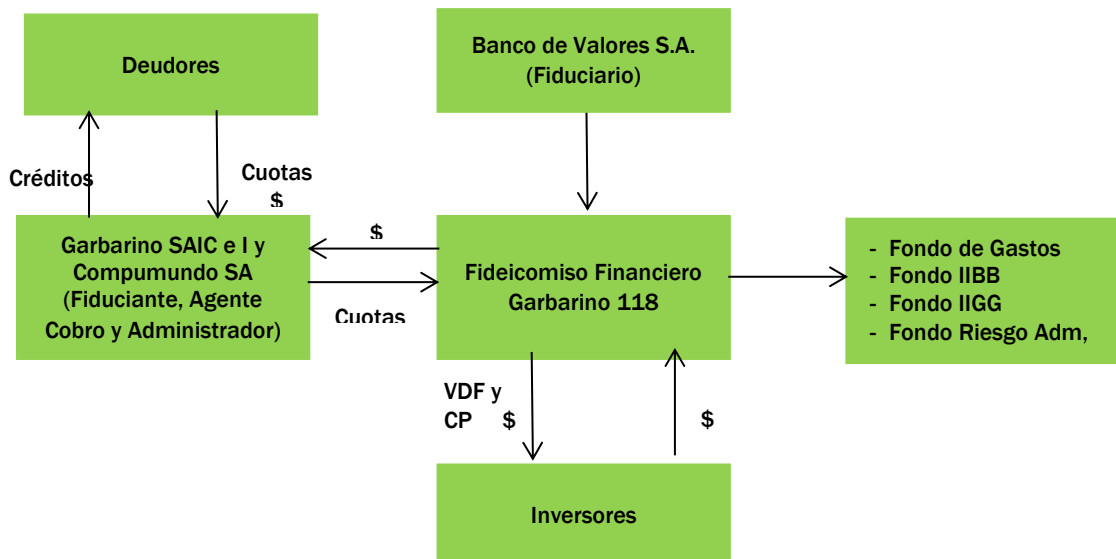 Deudores
Banco de Valores S.A.
(Fiduciario)
Créditos
Cuotas
$
Garbarino SAIC e I y
Compumundo SA
(Fiduciante, Agente
Cobro y Administrador)
$
Cuotas
Fideicomiso Financiero
Garbarino 118
- Fondo de Gastos
- Fondo IIBB
- Fondo IIGG
- Fondo Riesgo Adm,
VDF y
CP $
$
Inversores